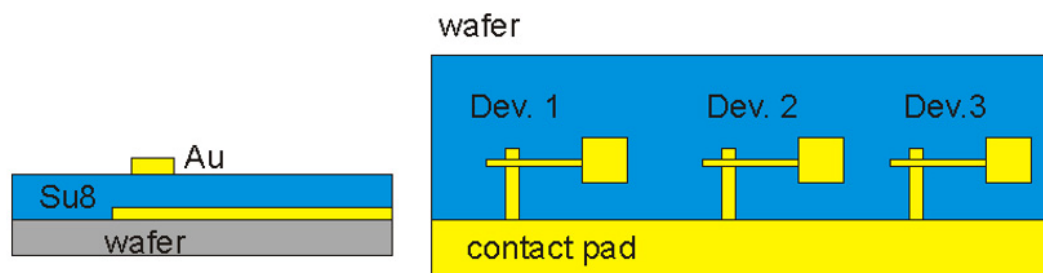 Au
Su8
wafer
wafer
Dev. 1
Dev. 2
Dev.3
contact pad